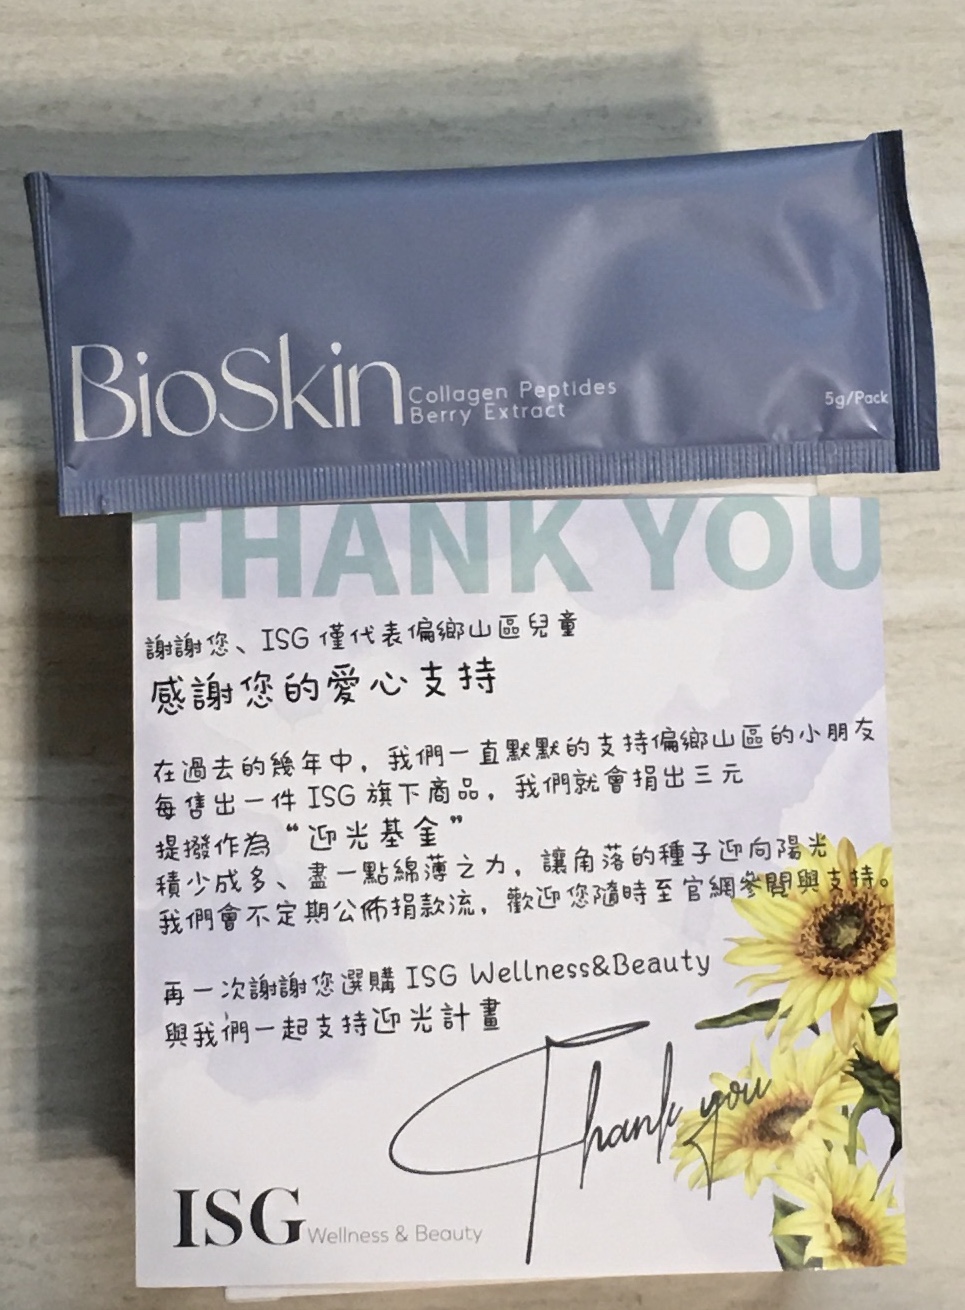 BioSkin
Collagen Peptides
Berry Extract
5g/Pack
THANK YOU
謝謝您、ISG 僅代表偏鄉山區兒童
感謝您的愛心支持
在過去的幾年中，我們一直默默的支持偏鄉山區的小朋友
每售出一件 ISG 旗下商品，我們就會捐出三元
提撥作為“迎光基金”
積少成多、盡一點綿薄之力，讓角落的種子迎向陽光
我們會不定期公佈捐款流，歡迎您隨時至官網參閱與支持。
再一次謝謝您選購 ISG Wellness&Beauty
與我們一起支持迎光計畫
Thank you
ISG Wellness & Beauty